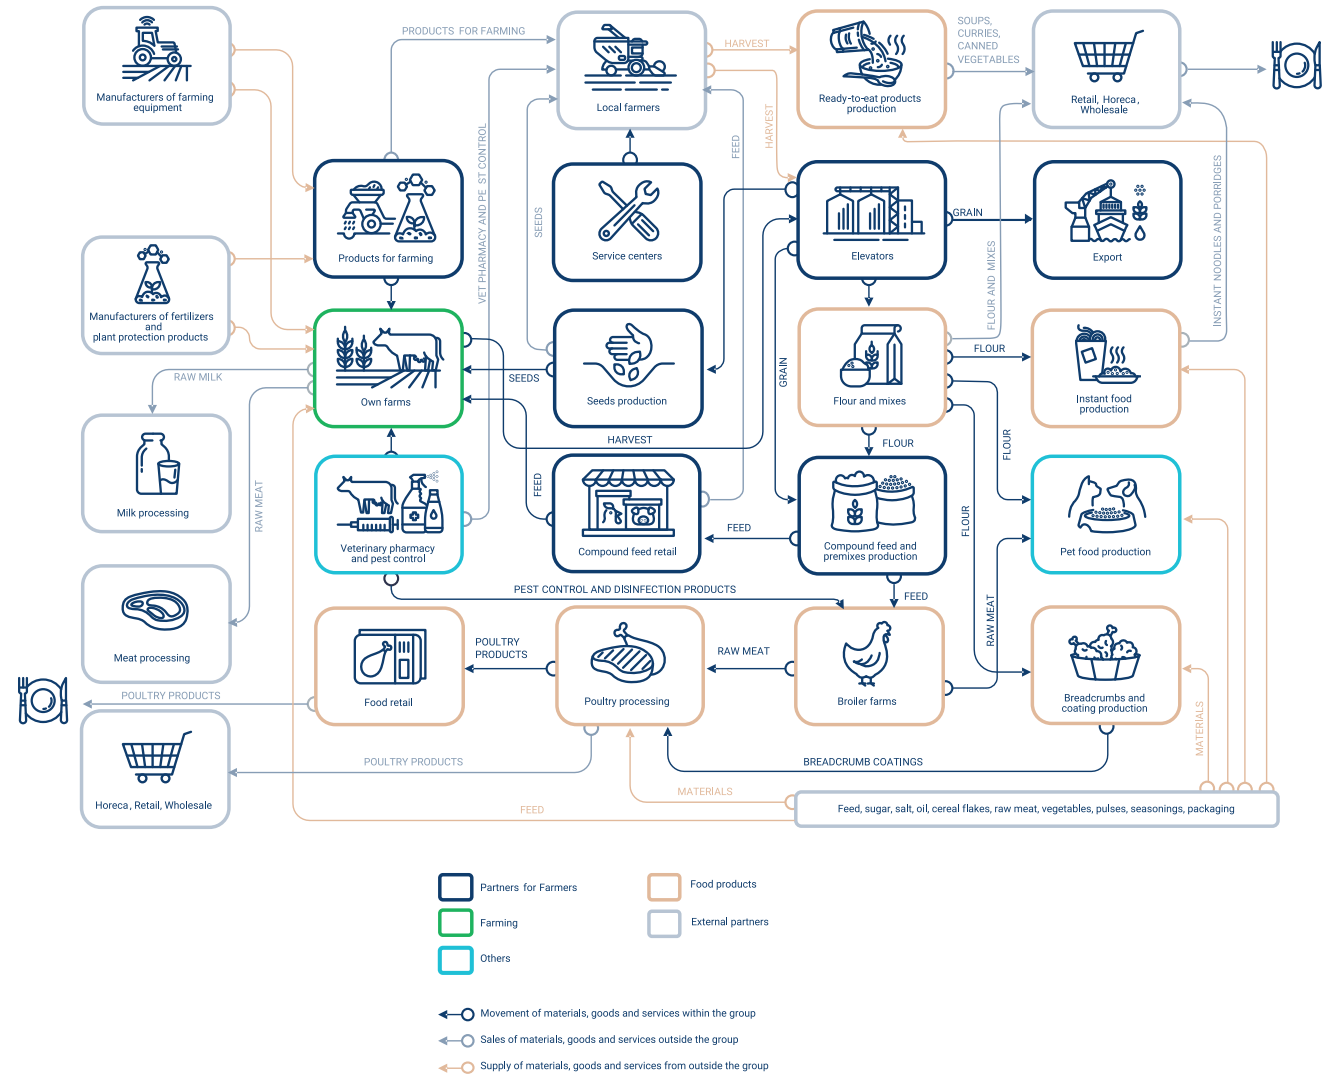 Manufacturers of farming
equipment
PRODUCTS FOR FARMING
Local farmers
HARVEST
HARVEST
Ready-to-eat products
production
SOUPS,
CURRIES,
CANNED
VEGETABLES
Retail, Horeca,
Wholesale
Products for farming
VET PHARMACY AND PE ST CONTROL
SEEDS
Service centers
FEED
Elevators
GRAIN
Export
Manufacturers of fertilizers
and
plant protection products
RAW MILK
Own farms
SEEDS
Seeds production
HARVEST
GRAIN
Flour and mixes
FLOUR AND MIXES
FLOUR
INSTANT NOODLES AND PORRIDGES
Instant food
production
Milk processing
RAW MEAT
Veterinary pharmacy
and pest control
FEED
Compound feed retail
FEED
FLOUR
Compound feed and
premixes production
FLOUR
FLOUR
Pet food production
PEST CONTROL AND DISINFECTION PRODUCTS
FEED
Meat processing
POULTRY PRODUCTS
Food retail
POULTRY
PRODUCTS
Poultry processing
RAW MEAT
Broiler farms
RAW MEAT
Breadcrumbs and
coating production
MATERIALS
Horeca, Retail, Wholesale
POULTRY PRODUCTS
BREADCRUMB COATINGS
MATERIALS
FEED
Feed, sugar, salt, oil, cereal flakes, raw meat, vegetables, pulses, seasonings, packaging
Partners for Farmers
Food products
Farming
External partners
Others
Movement of materials, goods and services within the group
Sales of materials, goods and services outside the group
Supply of materials, goods and services from outside the group